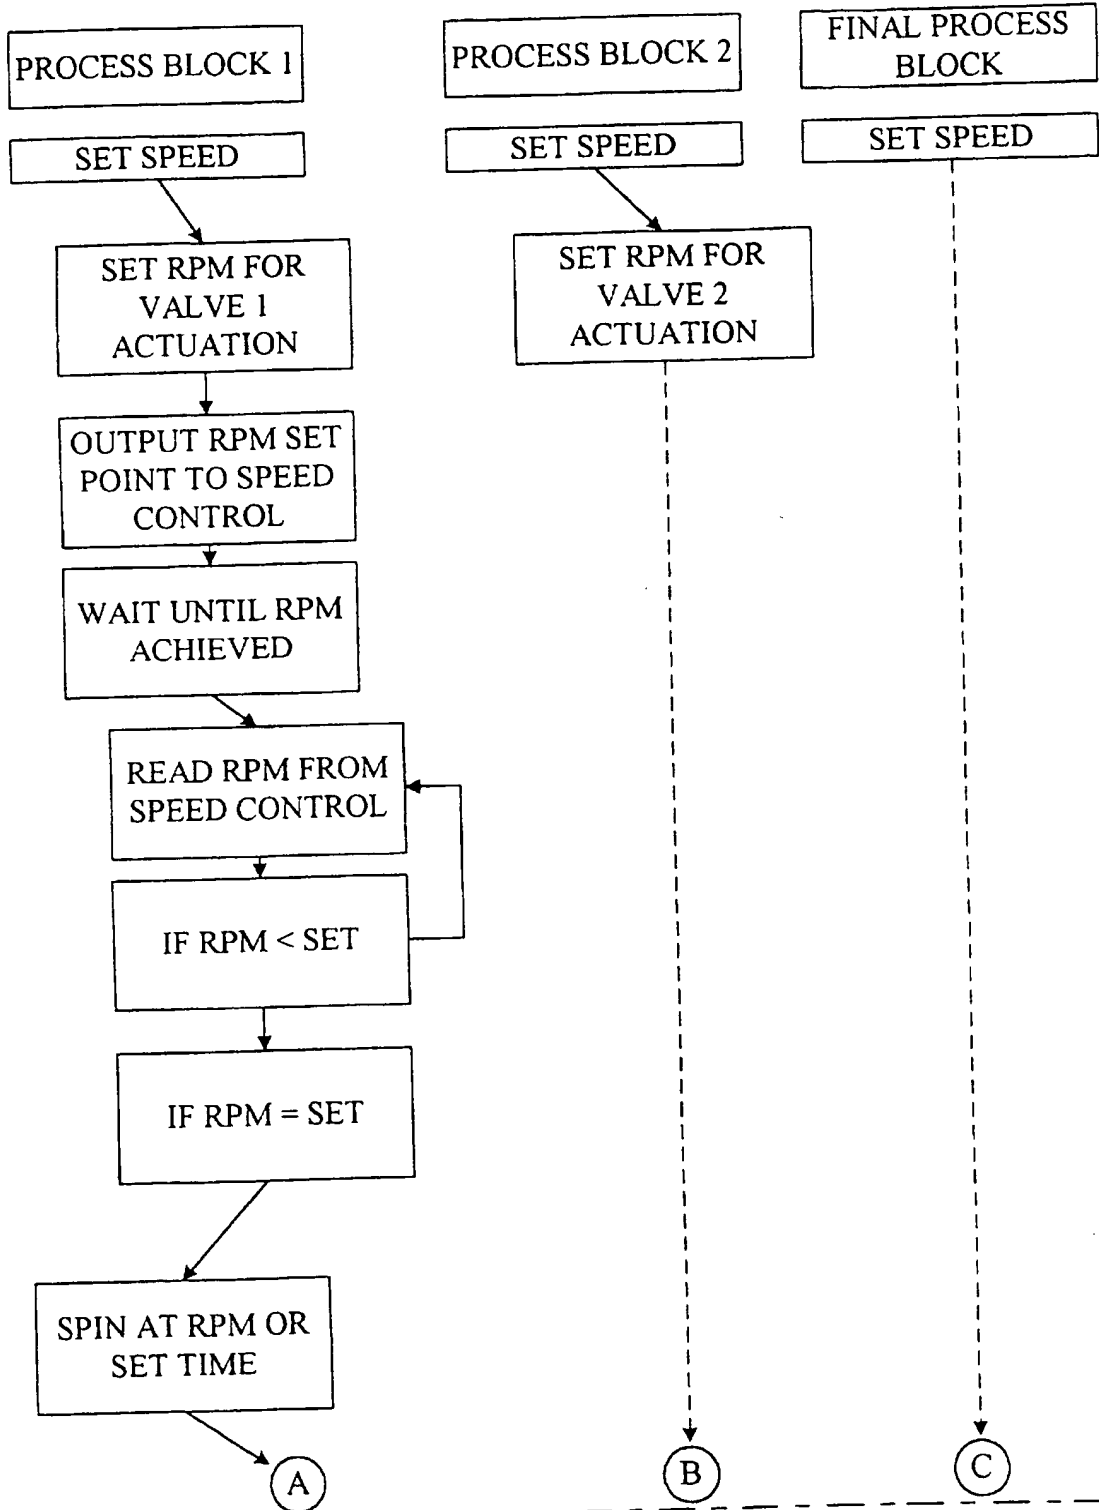 PROCESS BLOCK 1
SET SPEED
SET RPM FOR
VALVE 1
ACTUATION
OUTPUT RPM SET
POINT TO SPEED
CONTROL
WAIT UNTIL RPM
ACHIEVED
READ RPM FROM
SPEED CONTROL
IF RPM < SET
IF RPM = SET
SPIN AT RPM OR
SET TIME
A
PROCESS BLOCK 2
SET SPEED
SET RPM FOR
VALVE 2
ACTUATION
B
FINAL PROCESS
BLOCK
SET SPEED
C